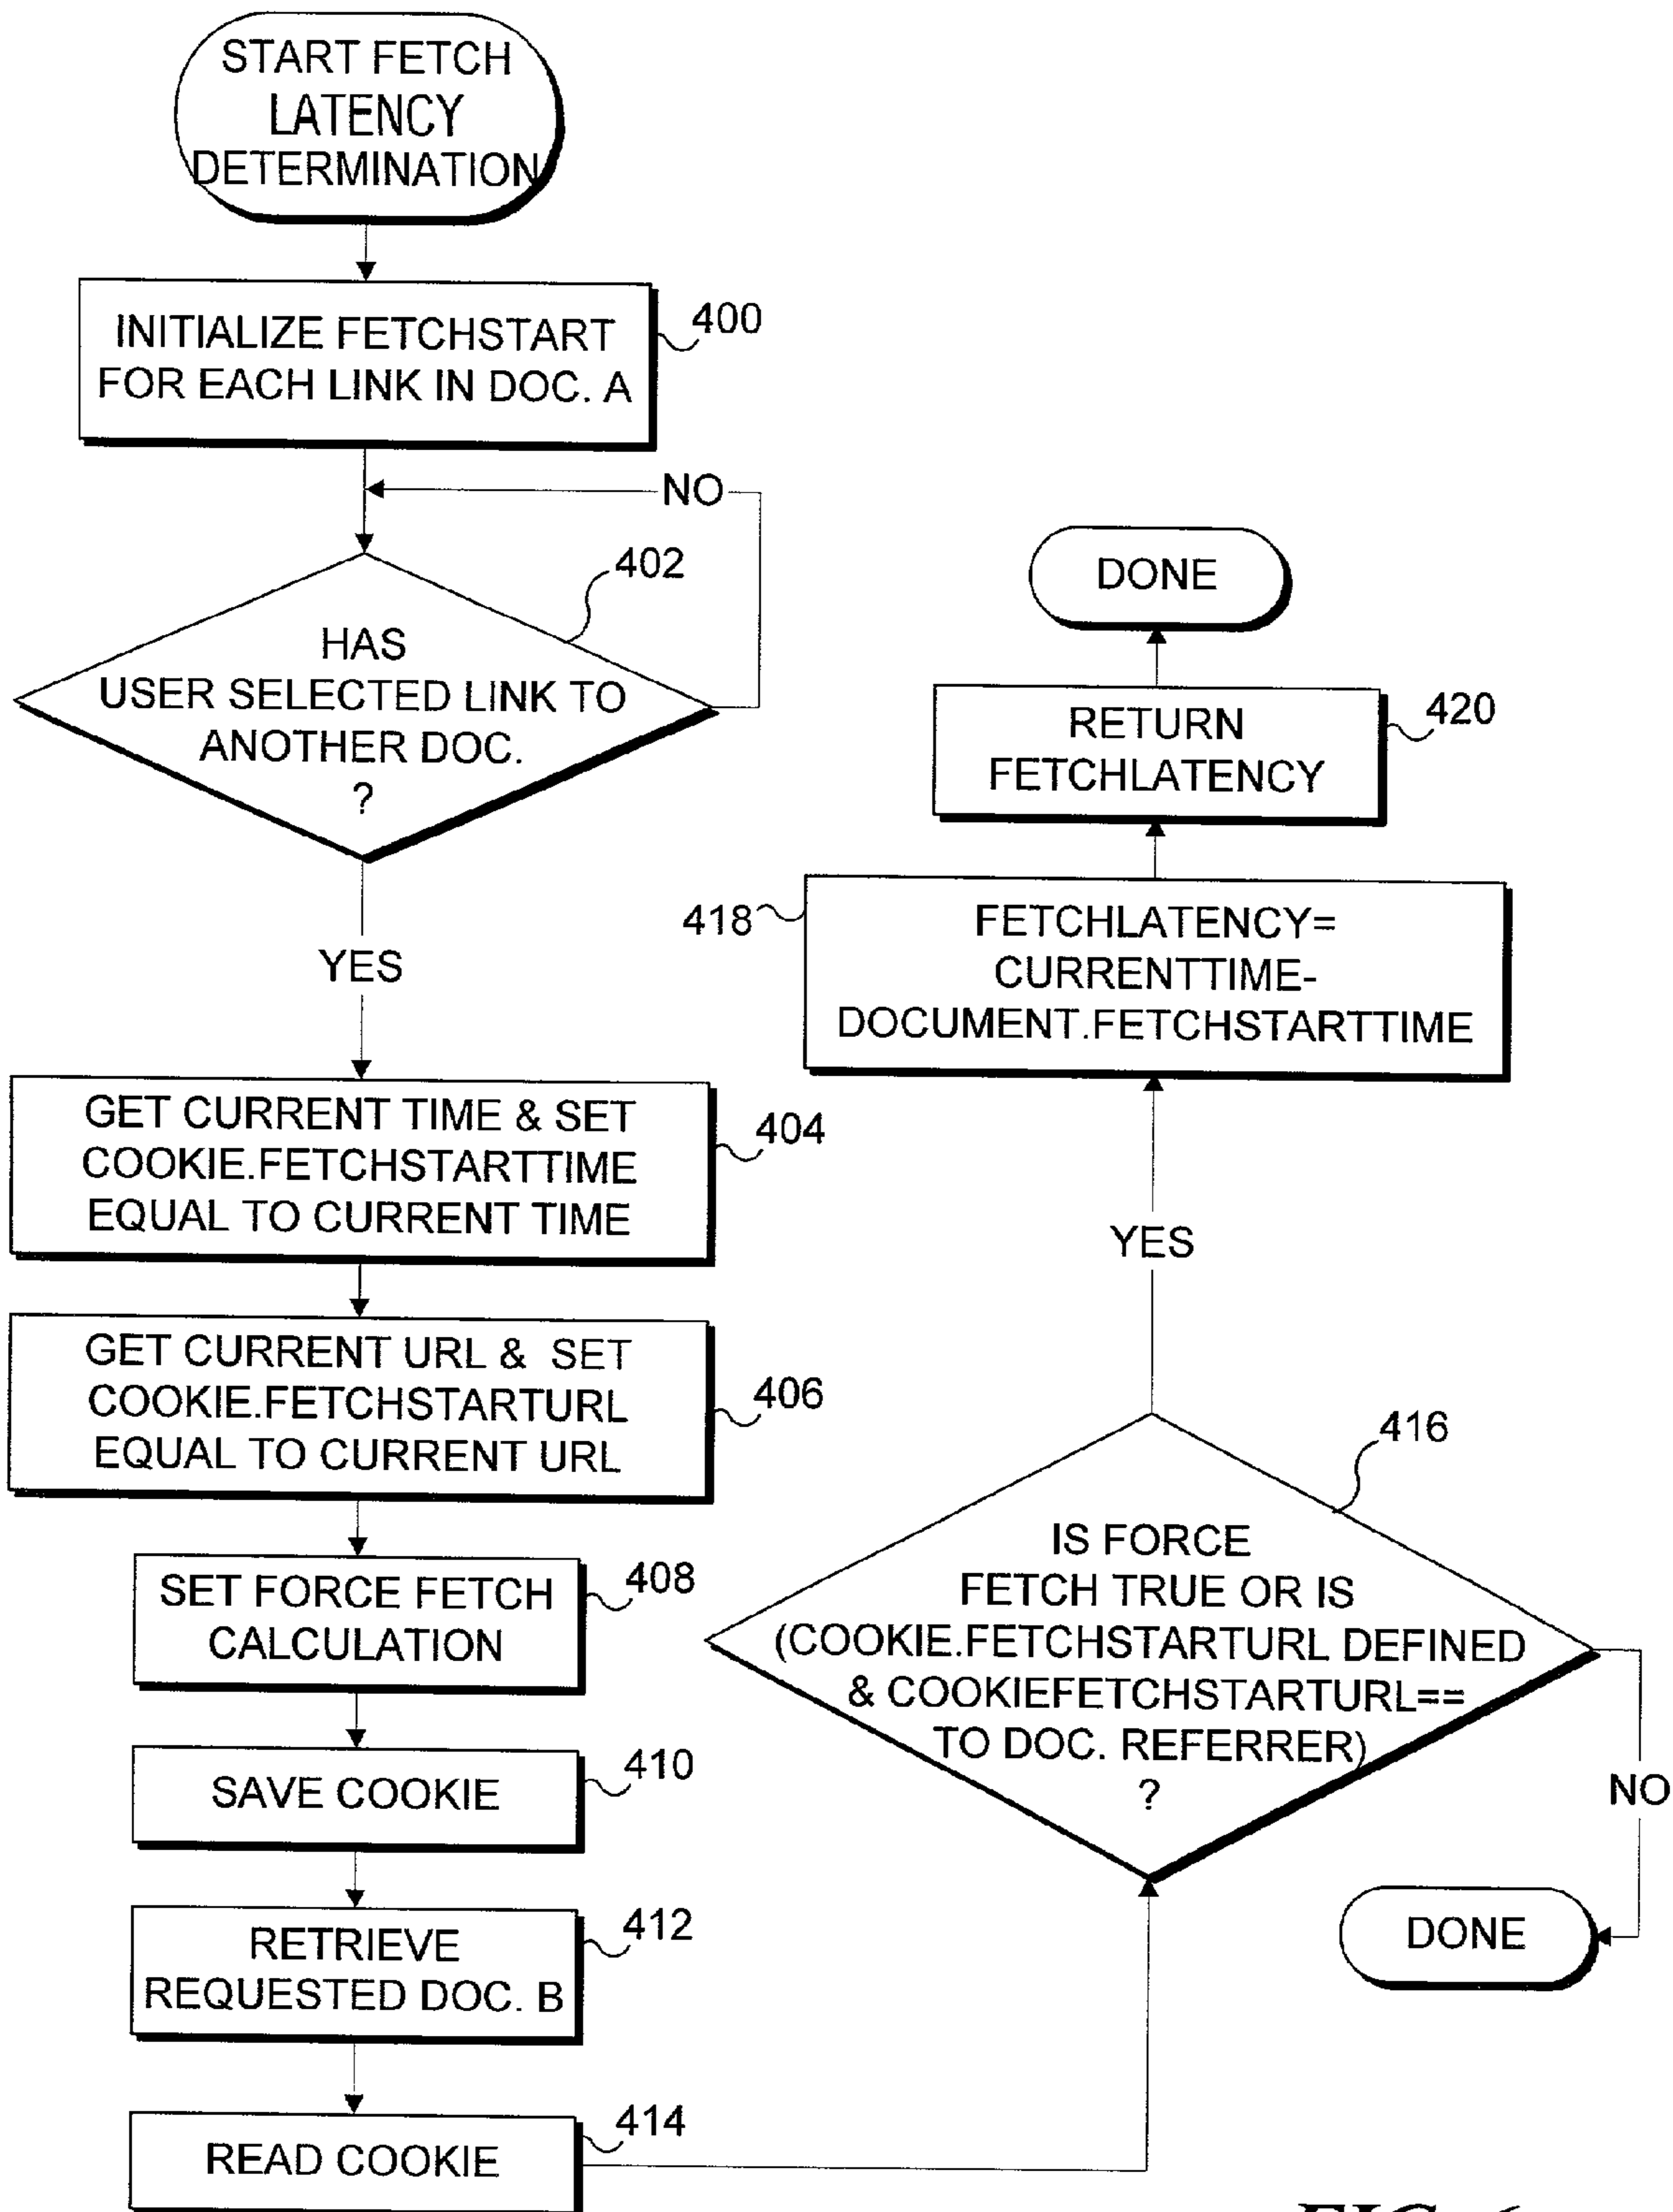 START FETCH
LATENCY
DETERMINATION
INITIALIZE FETCHSTART
FOR EACH LINK IN DOC. A
400
NO
402
HAS
USER SELECTED LINK TO
ANOTHER DOC.
?
YES
GET CURRENT TIME & SET
COOKIE.FETCHSTARTTIME
EQUAL TO CURRENT TIME
404
GET CURRENT URL & SET
COOKIE.FETCHSTARTURL
EQUAL TO CURRENT URL
406
SET FORCE FETCH
CALCULATION
408
SAVE COOKIE
410
RETRIEVE
REQUESTED DOC. B
412
READ COOKIE
414
416
IS FORCE
FETCH TRUE OR IS
(COOKIE.FETCHSTARTURL DEFINED
& COOKIEFETCHSTARTURL==
TO DOC. REFERRER)
?
NO
DONE
YES
418
FETCHLATENCY=
CURRENTTIME-
DOCUMENT.FETCHSTARTTIME
RETURN
FETCHLATENCY
420
DONE